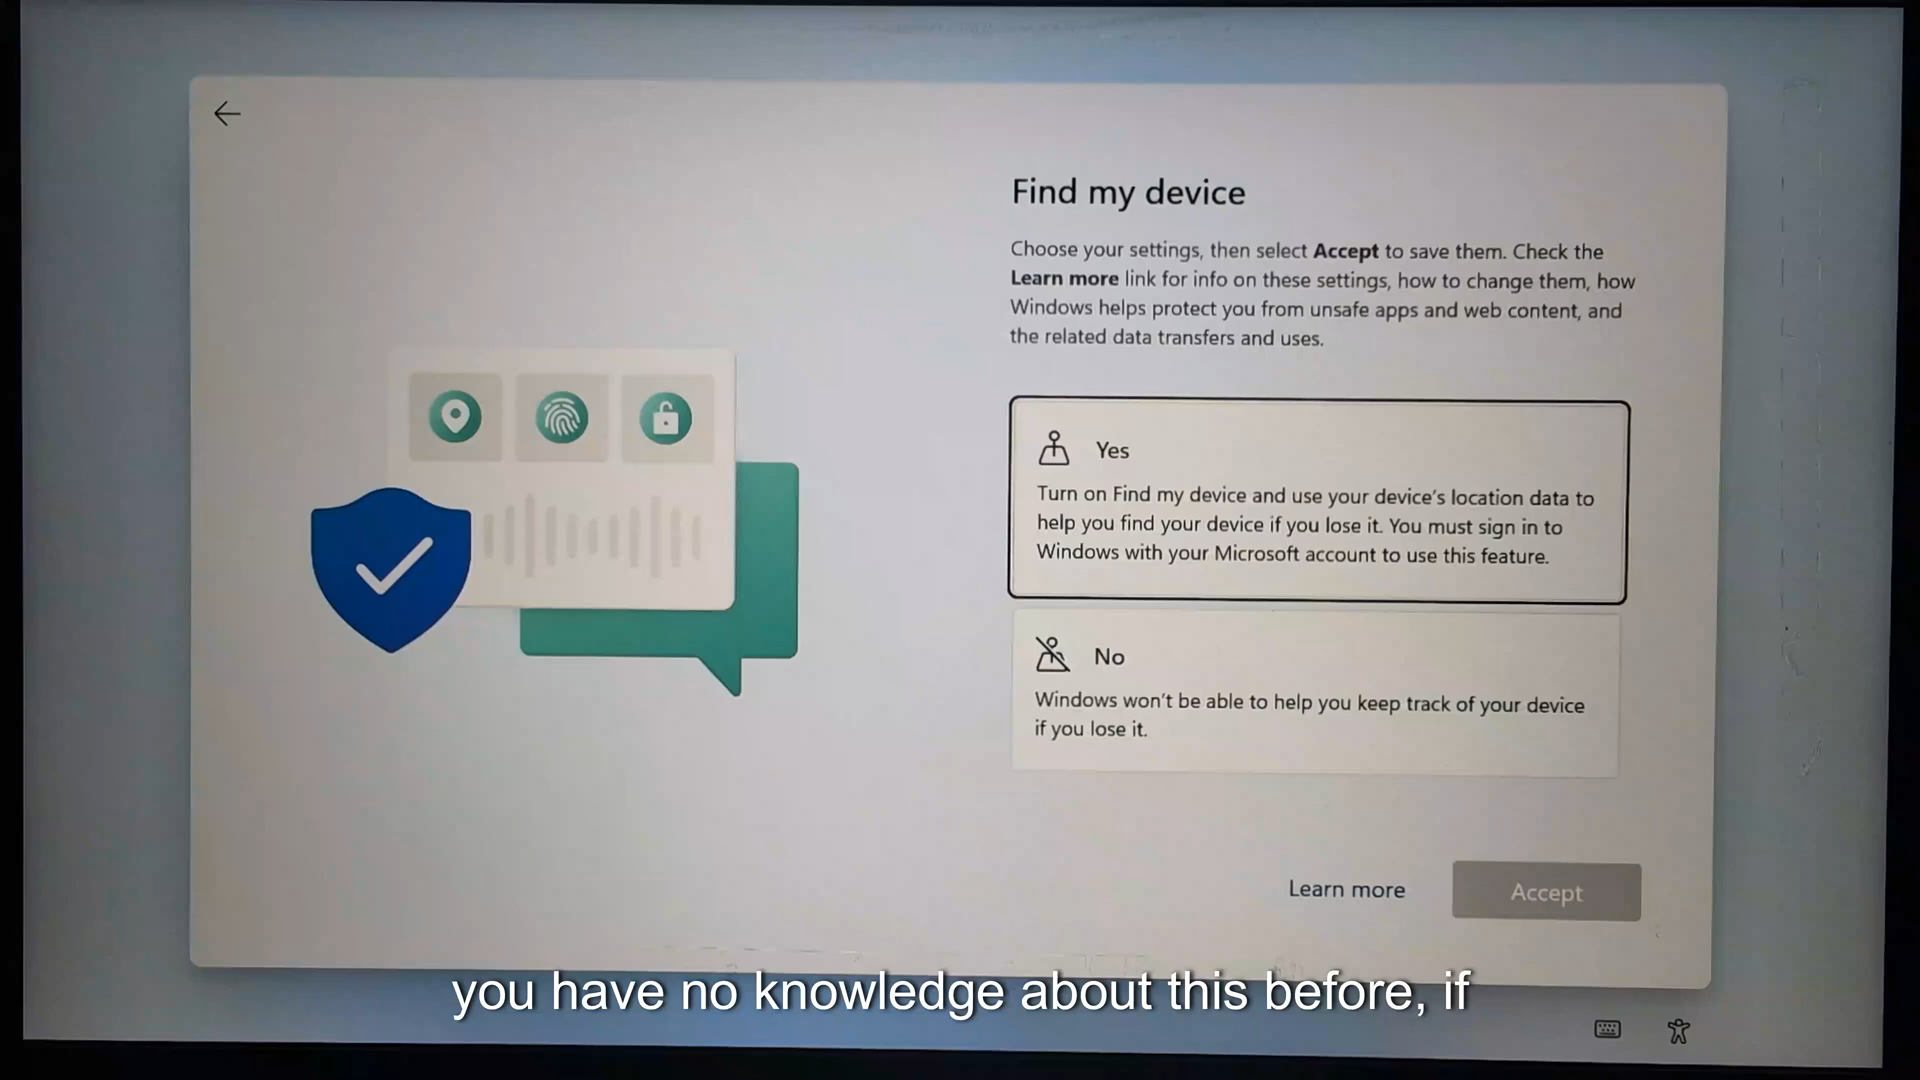 Find my device
Choose your settings, then select Accept to save them. Check the
Learn more link for info on these settings, how to change them, how
Windows helps protect you from unsafe apps and web content, and
the related data transfers and uses.
Yes
Turn on Find my device and use your device's location data to
help you find your device if you lose it. You must sign in to
Windows with your Microsoft account to use this feature.
No
Windows won't be able to help you keep track of your device
if you lose it.
Learn more
Accept
you have no knowledge about this before, if